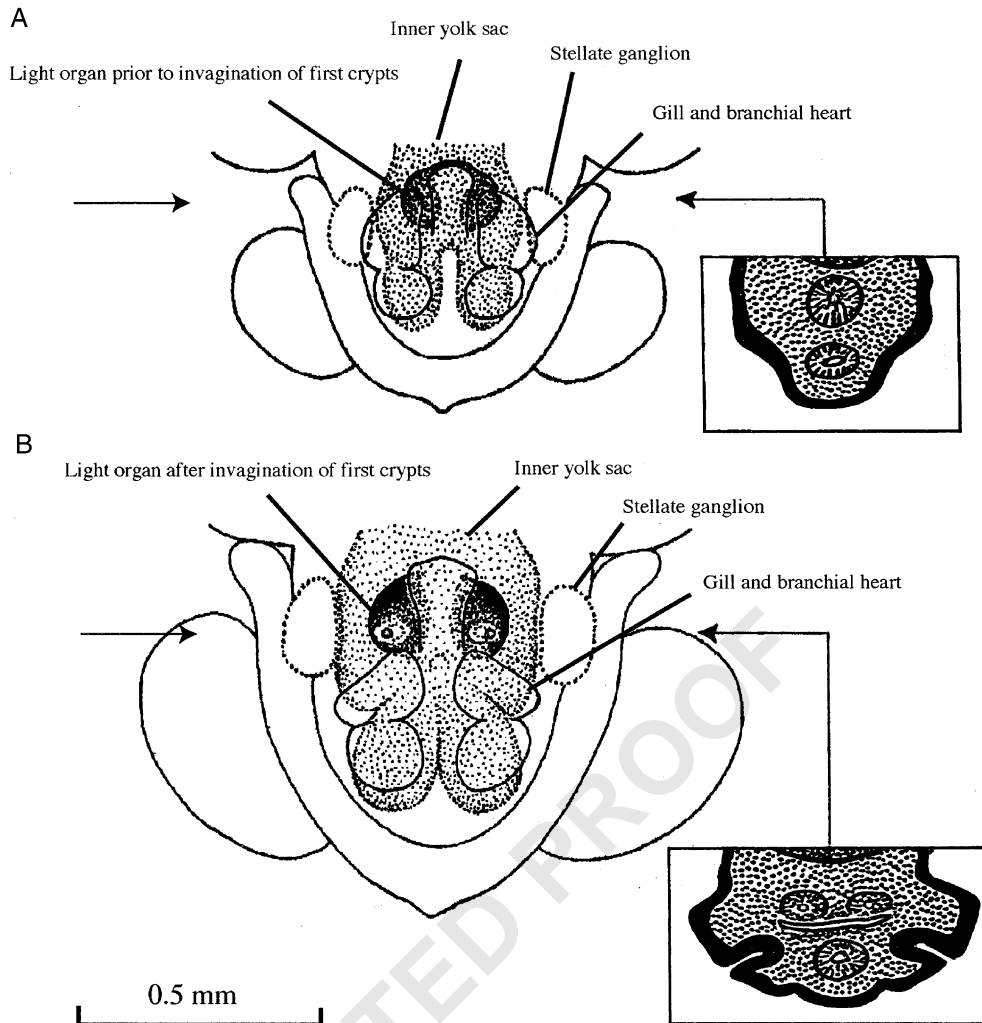 A
Inner yolk sac
Stellate ganglion
Light organ prior to invagination of first crypts
Gill and branchial heart
B
Light organ after invagination of first crypts
Inner yolk sac
Stellate ganglion
Gill and branchial heart
0.5 mm
TED PROOF